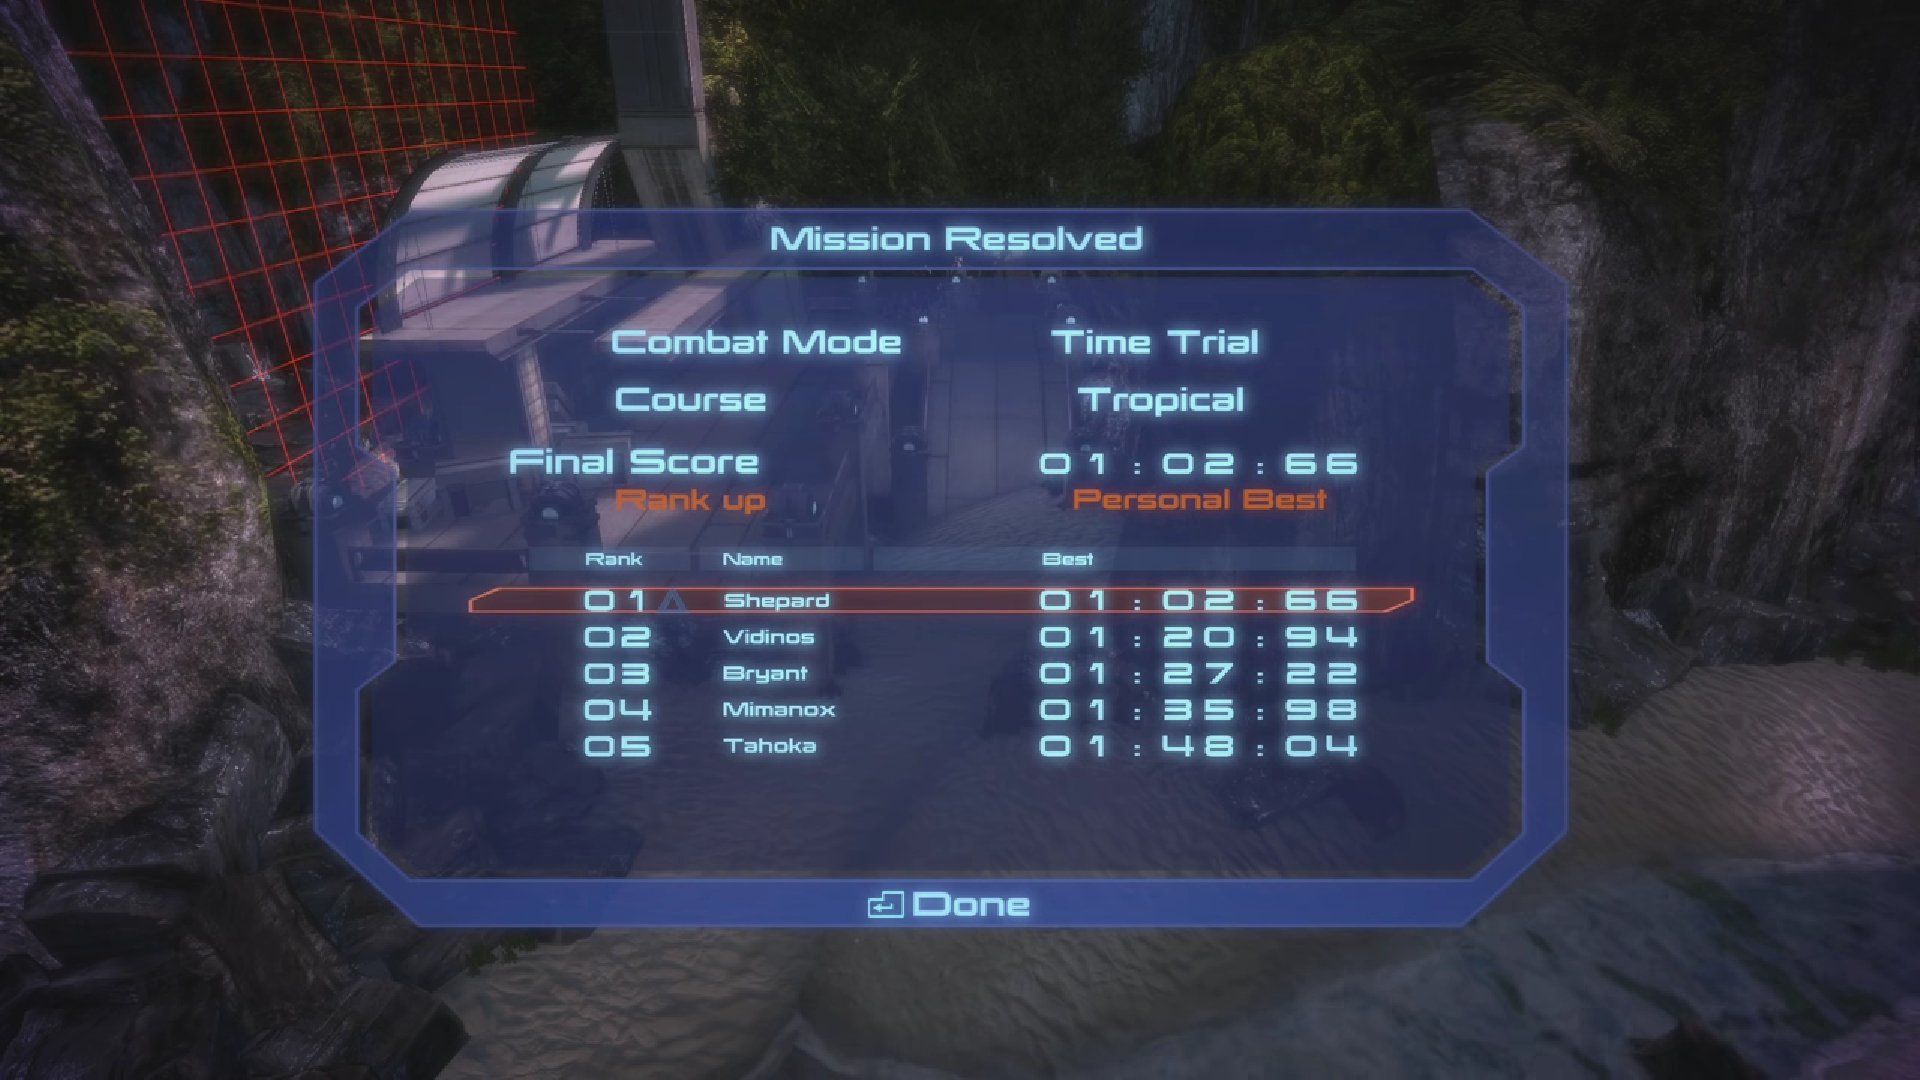 Mission Resolved
Combat Mode Time Trial
Course Tropical
Final Score 01:02:66
Rank up Personal Best
Rank Name Best
01 Shepard 01:02:66
02 Vidinos 01:20:94
03 Bryant 01:27:22
04 Mimanox 01:35:98
05 Tahoka 01:48:04
Done